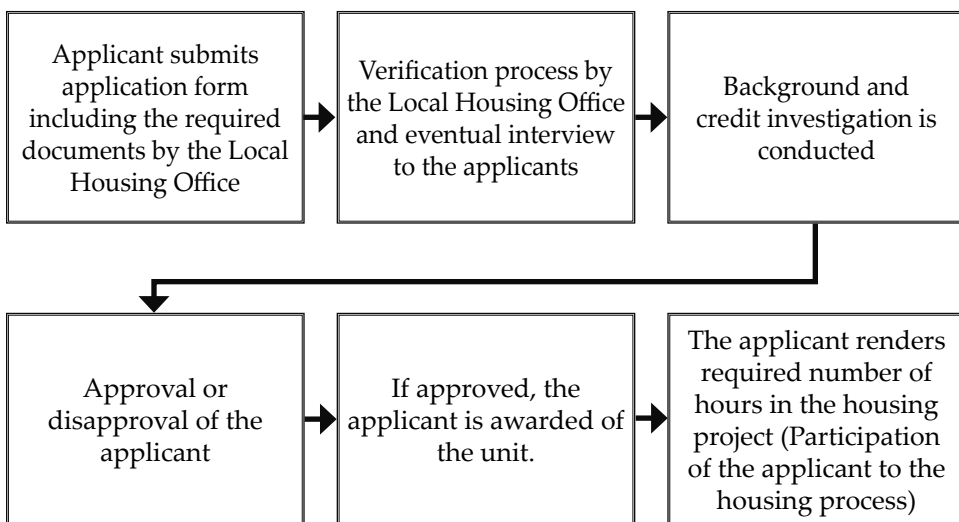 Applicant submits
application form
including the required
documents by the Local
Housing Office
Verification process by
the Local Housing Office
and eventual interview
to the applicants
Background and
credit investigation is
conducted
Approval or
disapproval of the
applicant
If approved, the
applicant is awarded of
the unit.
The applicant renders
required number of
hours in the housing
project (Participation
of the applicant to the
housing process)